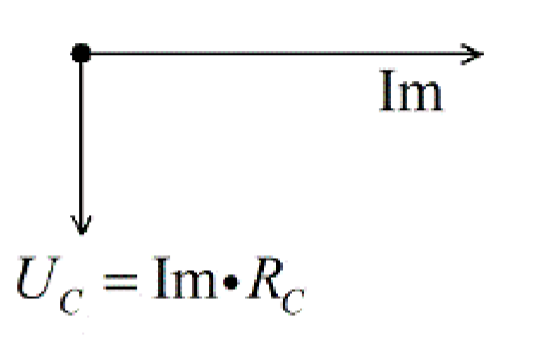 Im
U_C = Im•R_C